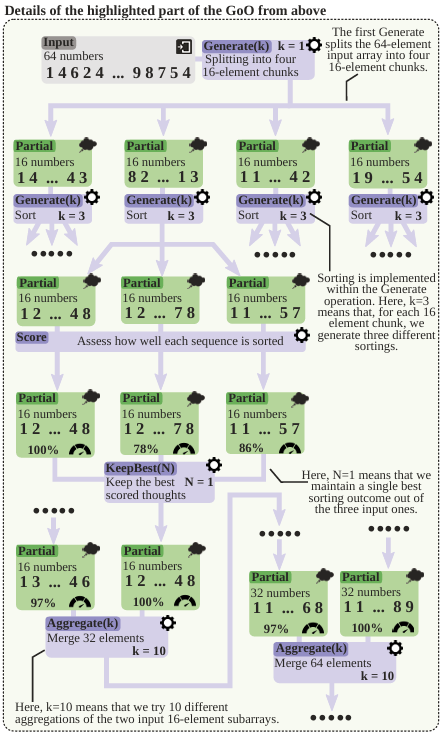 Details of the highlighted part of the GoO from above
Input
64 numbers
1 4 6 2 4 ... 9 8 7 5 4
Generate(k) k = 1
Splitting into four
16-element chunks
The first Generate
splits the 64-element
input array into four
16-element chunks.
Partial
16 numbers
1 4 ... 4 3
Generate(k)
Sort k = 3
Partial
16 numbers
8 2 ... 1 3
Generate(k)
Sort k = 3
Partial
16 numbers
1 1 ... 4 2
Generate(k)
Sort k = 3
Partial
16 numbers
1 9 ... 5 4
Generate(k)
Sort k = 3
Partial
16 numbers
1 2 ... 4 8
Partial
16 numbers
1 2 ... 7 8
Partial
16 numbers
1 1 ... 5 7
Sorting is implemented
within the Generate
operation. Here, k=3
means that, for each 16
element chunk, we
generate three different
sortings.
Score
Assess how well each sequence is sorted
Partial
16 numbers
1 2 ... 4 8
100%
Partial
16 numbers
1 2 ... 7 8
78%
Partial
16 numbers
1 1 ... 5 7
86%
KeepBest(N)
Keep the best N = 1
scored thoughts
Here, N=1 means that we
maintain a single best
sorting outcome out of
the three input ones.
Partial
16 numbers
1 3 ... 4 6
97%
Partial
16 numbers
1 2 ... 4 8
100%
Aggregate(k)
Merge 32 elements
k = 10
Partial
32 numbers
1 1 ... 6 8
97%
Partial
32 numbers
1 1 ... 8 9
100%
Aggregate(k)
Merge 64 elements
k = 10
Here, k=10 means that we try 10 different
aggregations of the two input 16-element subarrays.